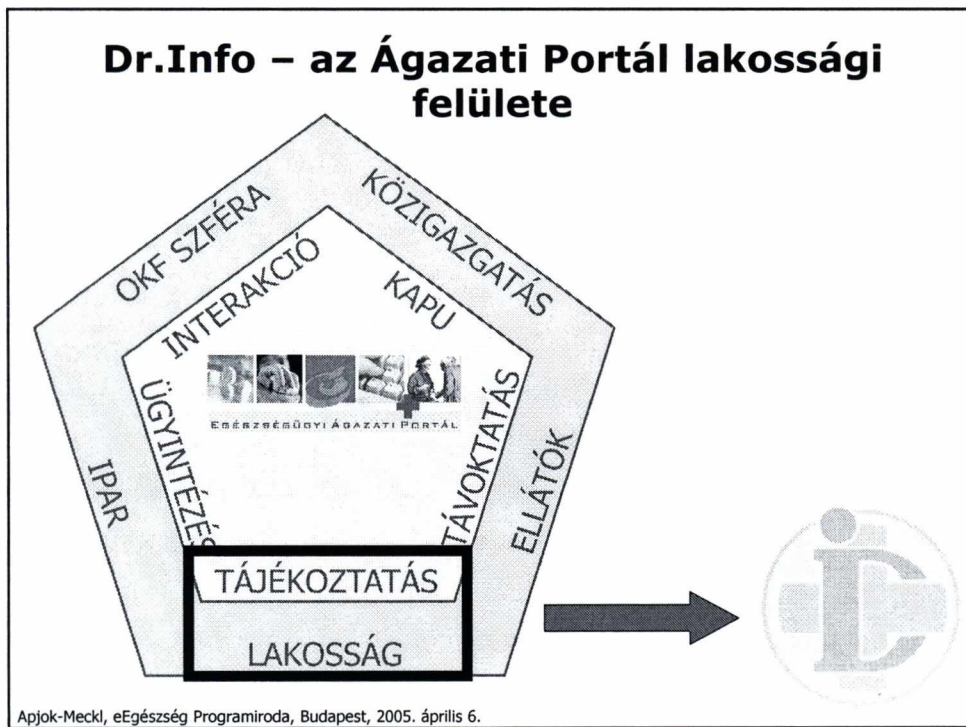 Dr.Info – az Ágazati Portál lakossági
felülete
OKF SZFÉRA
KÖZIGAZGATÁS
INTERAKCIÓ
KAPU
ÜGYINTÉZÉS
EGÉSZSÉGÜGYI ÁGAZATI PORTÁL
TÁVOKTATÁS
IPAR
ELLÁTÓK
TÁJÉKOZTATÁS
LAKOSSÁG
Apjok-Meckl, eEgészség Programiroda, Budapest, 2005. április 6.